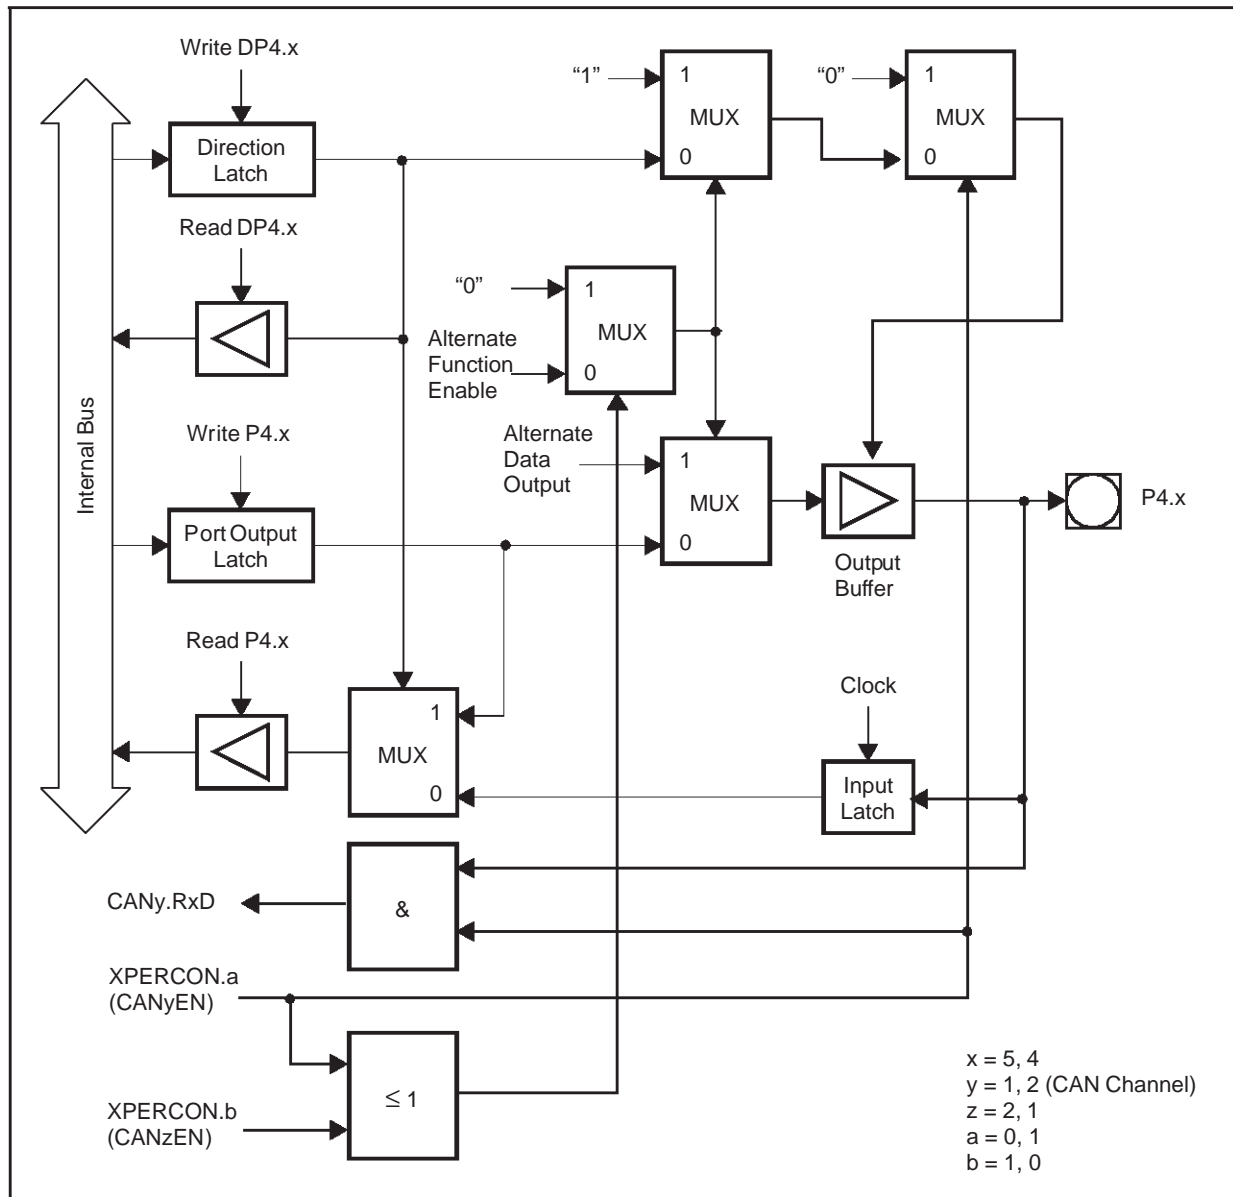 Write DP4.x
“1”
1
MUX
0
“0”
1
MUX
0
Direction
Latch
Read DP4.x
“0”
1
MUX
0
Alternate
Function
Enable
Internal Bus
Write P4.x
Alternate
Data
Output
1
MUX
0
P4.x
Port Output
Latch
Output
Buffer
Read P4.x
1
MUX
0
Clock
Input
Latch
CANy.RxD
&
XPERCON.a
(CANyEN)
≤ 1
XPERCON.b
(CANzEN)
x = 5, 4
y = 1, 2 (CAN Channel)
z = 2, 1
a = 0, 1
b = 1, 0